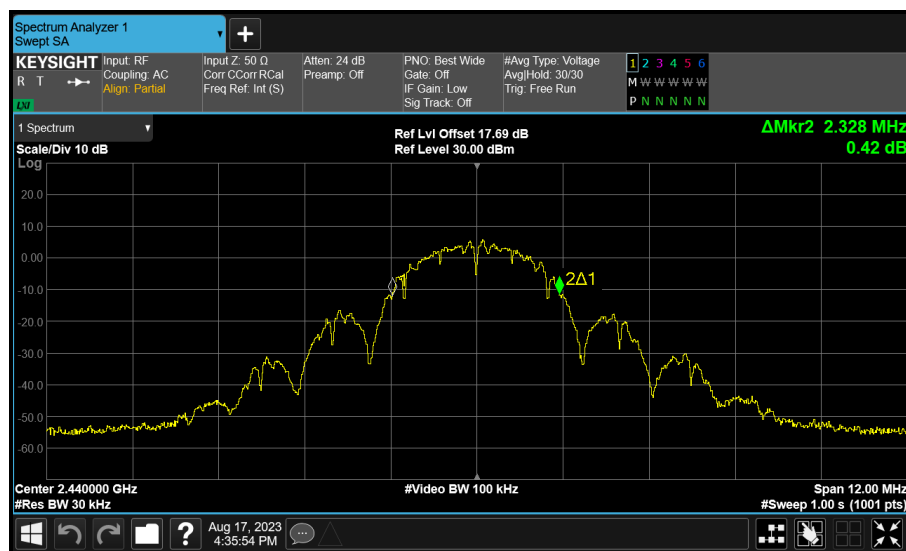 Spectrum Analyzer 1
Swept SA
KEYSIGHT
R T
LXI
Input: RF
Coupling: AC
Align: Partial
Input Z: 50 Ω
Corr CCorr RCal
Freq Ref: Int (S)
Atten: 24 dB
Preamp: Off
PNO: Best Wide
Gate: Off
IF Gain: Low
Sig Track: Off
#Avg Type: Voltage
Avg|Hold: 30/30
Trig: Free Run
1 2 3 4 5 6
M W W W W W
P N N N N N
1 Spectrum
Scale/Div 10 dB
Ref Lvl Offset 17.69 dB
Ref Level 30.00 dBm
ΔMkr2 2.328 MHz
0.42 dB
Log
20.0
10.0
0.00
-10.0
-20.0
-30.0
-40.0
-50.0
-60.0
2Δ1
Center 2.440000 GHz
#Res BW 30 kHz
#Video BW 100 kHz
Span 12.00 MHz
#Sweep 1.00 s (1001 pts)
?
Aug 17, 2023
4:35:54 PM